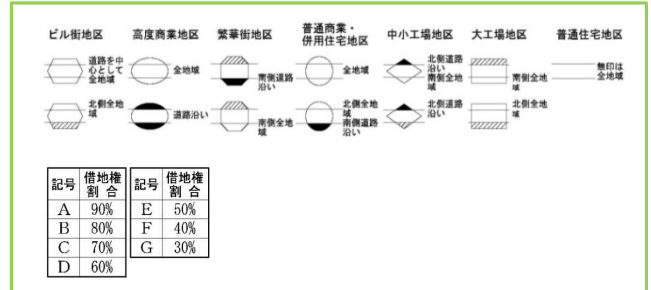 ビル街地区 高度商業地区 繁華街地区 普通商業・併用住宅地区 中小工場地区 大工場地区 普通住宅地区
道路を中心として全地域
全地域
南側道路沿い
全地域
北側道路沿い 南側全地域
南側全地域
無印は全地域
北側全地域
道路沿い
南側全地域
北側全地域 南側道路沿い
北側道路沿い
北側全地域
記号 借地権割合 記号 借地権割合
A 90% E 50%
B 80% F 40%
C 70% G 30%
D 60%